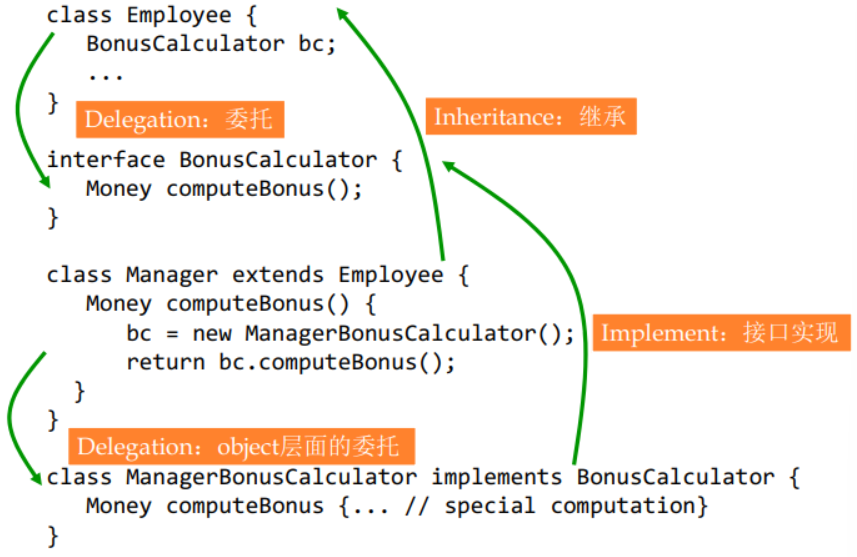 class Employee {
BonusCalculator bc;
...
}
Delegation：委托
Inheritance：继承
interface BonusCalculator {
Money computeBonus();
}
class Manager extends Employee {
Money computeBonus() {
bc = new ManagerBonusCalculator();
return bc.computeBonus();
}
}
Implement：接口实现
Delegation：object层面的委托
class ManagerBonusCalculator implements BonusCalculator {
Money computeBonus {... // special computation}
}